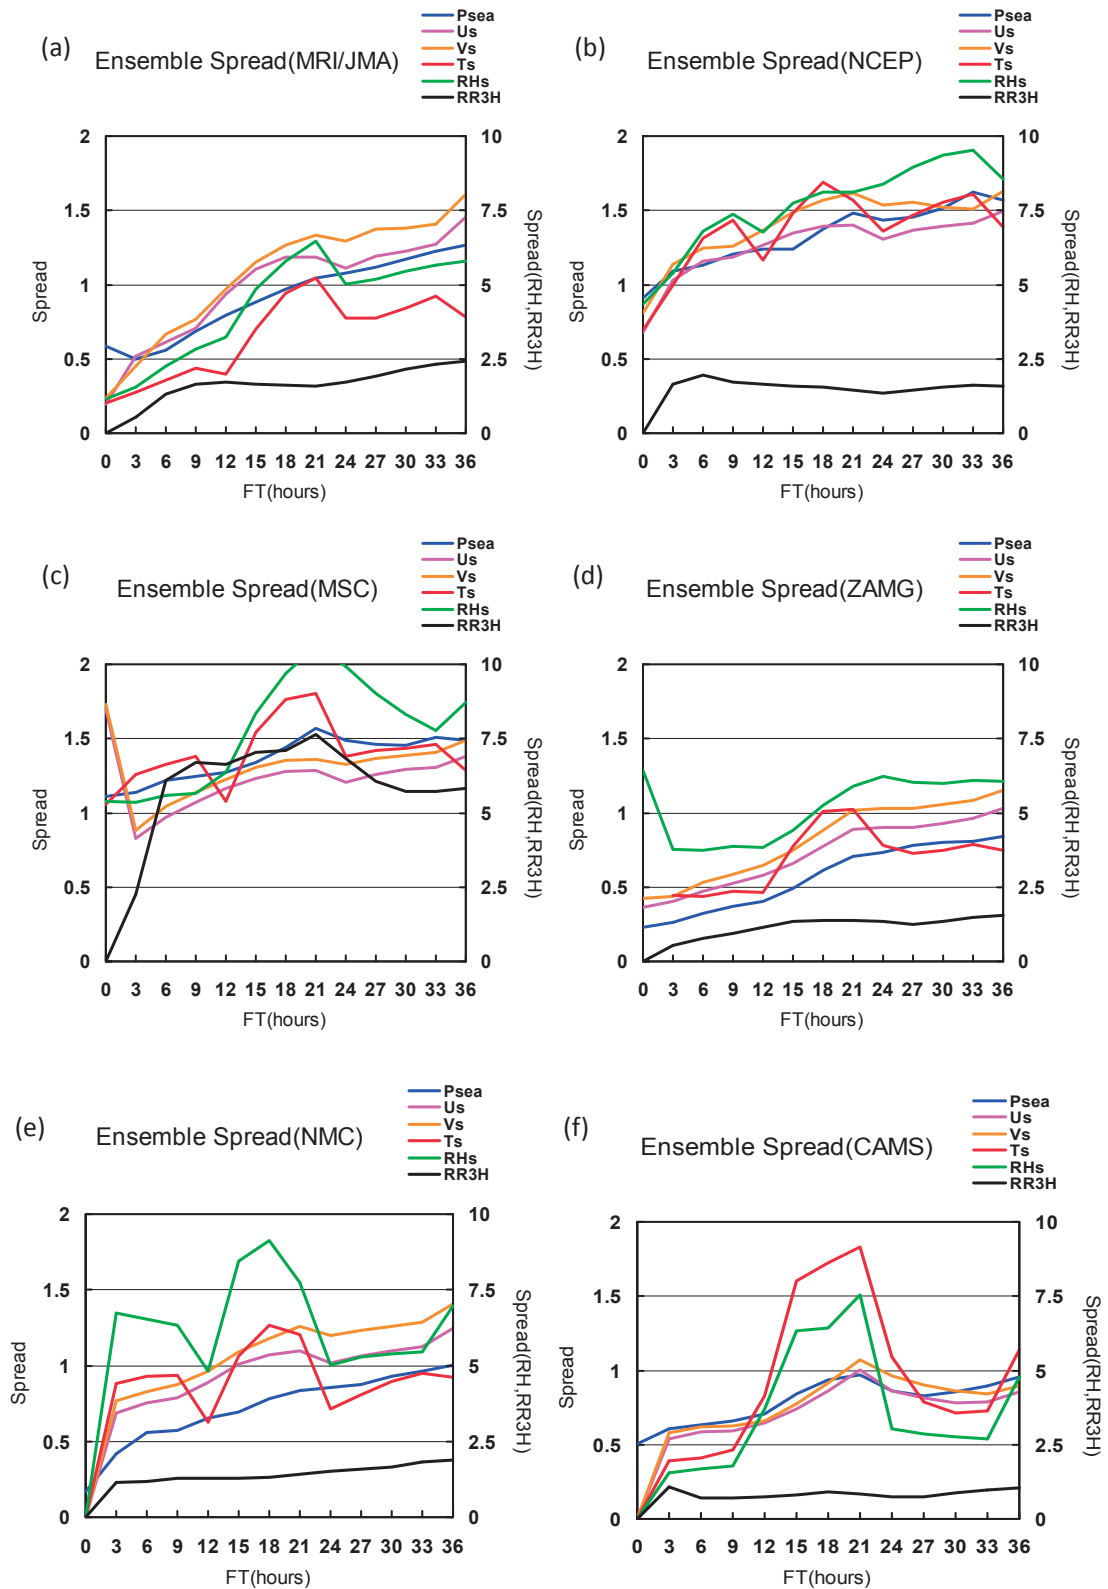 (a)
Ensemble Spread(MRI/JMA)
Psea
Us
Vs
Ts
RHs
RR3H
2
1.5
1
0.5
0
10
7.5
5
2.5
0
Spread
Spread(RH,RR3H)
0 3 6 9 12 15 18 21 24 27 30 33 36
FT(hours)
(b)
Ensemble Spread(NCEP)
Psea
Us
Vs
Ts
RHs
RR3H
2
1.5
1
0.5
0
10
7.5
5
2.5
0
Spread
Spread(RH,RR3H)
0 3 6 9 12 15 18 21 24 27 30 33 36
FT(hours)
(c)
Ensemble Spread(MSC)
Psea
Us
Vs
Ts
RHs
RR3H
2
1.5
1
0.5
0
10
7.5
5
2.5
0
Spread
Spread(RH,RR3H)
0 3 6 9 12 15 18 21 24 27 30 33 36
FT(hours)
(d)
Ensemble Spread(ZAMG)
Psea
Us
Vs
Ts
RHs
RR3H
2
1.5
1
0.5
0
10
7.5
5
2.5
0
Spread
Spread(RH,RR3H)
0 3 6 9 12 15 18 21 24 27 30 33 36
FT(hours)
(e)
Ensemble Spread(NMC)
Psea
Us
Vs
Ts
RHs
RR3H
2
1.5
1
0.5
0
10
7.5
5
2.5
0
Spread
Spread(RH,RR3H)
0 3 6 9 12 15 18 21 24 27 30 33 36
FT(hours)
(f)
Ensemble Spread(CAMS)
Psea
Us
Vs
Ts
RHs
RR3H
2
1.5
1
0.5
0
10
7.5
5
2.5
0
Spread
Spread(RH,RR3H)
0 3 6 9 12 15 18 21 24 27 30 33 36
FT(hours)